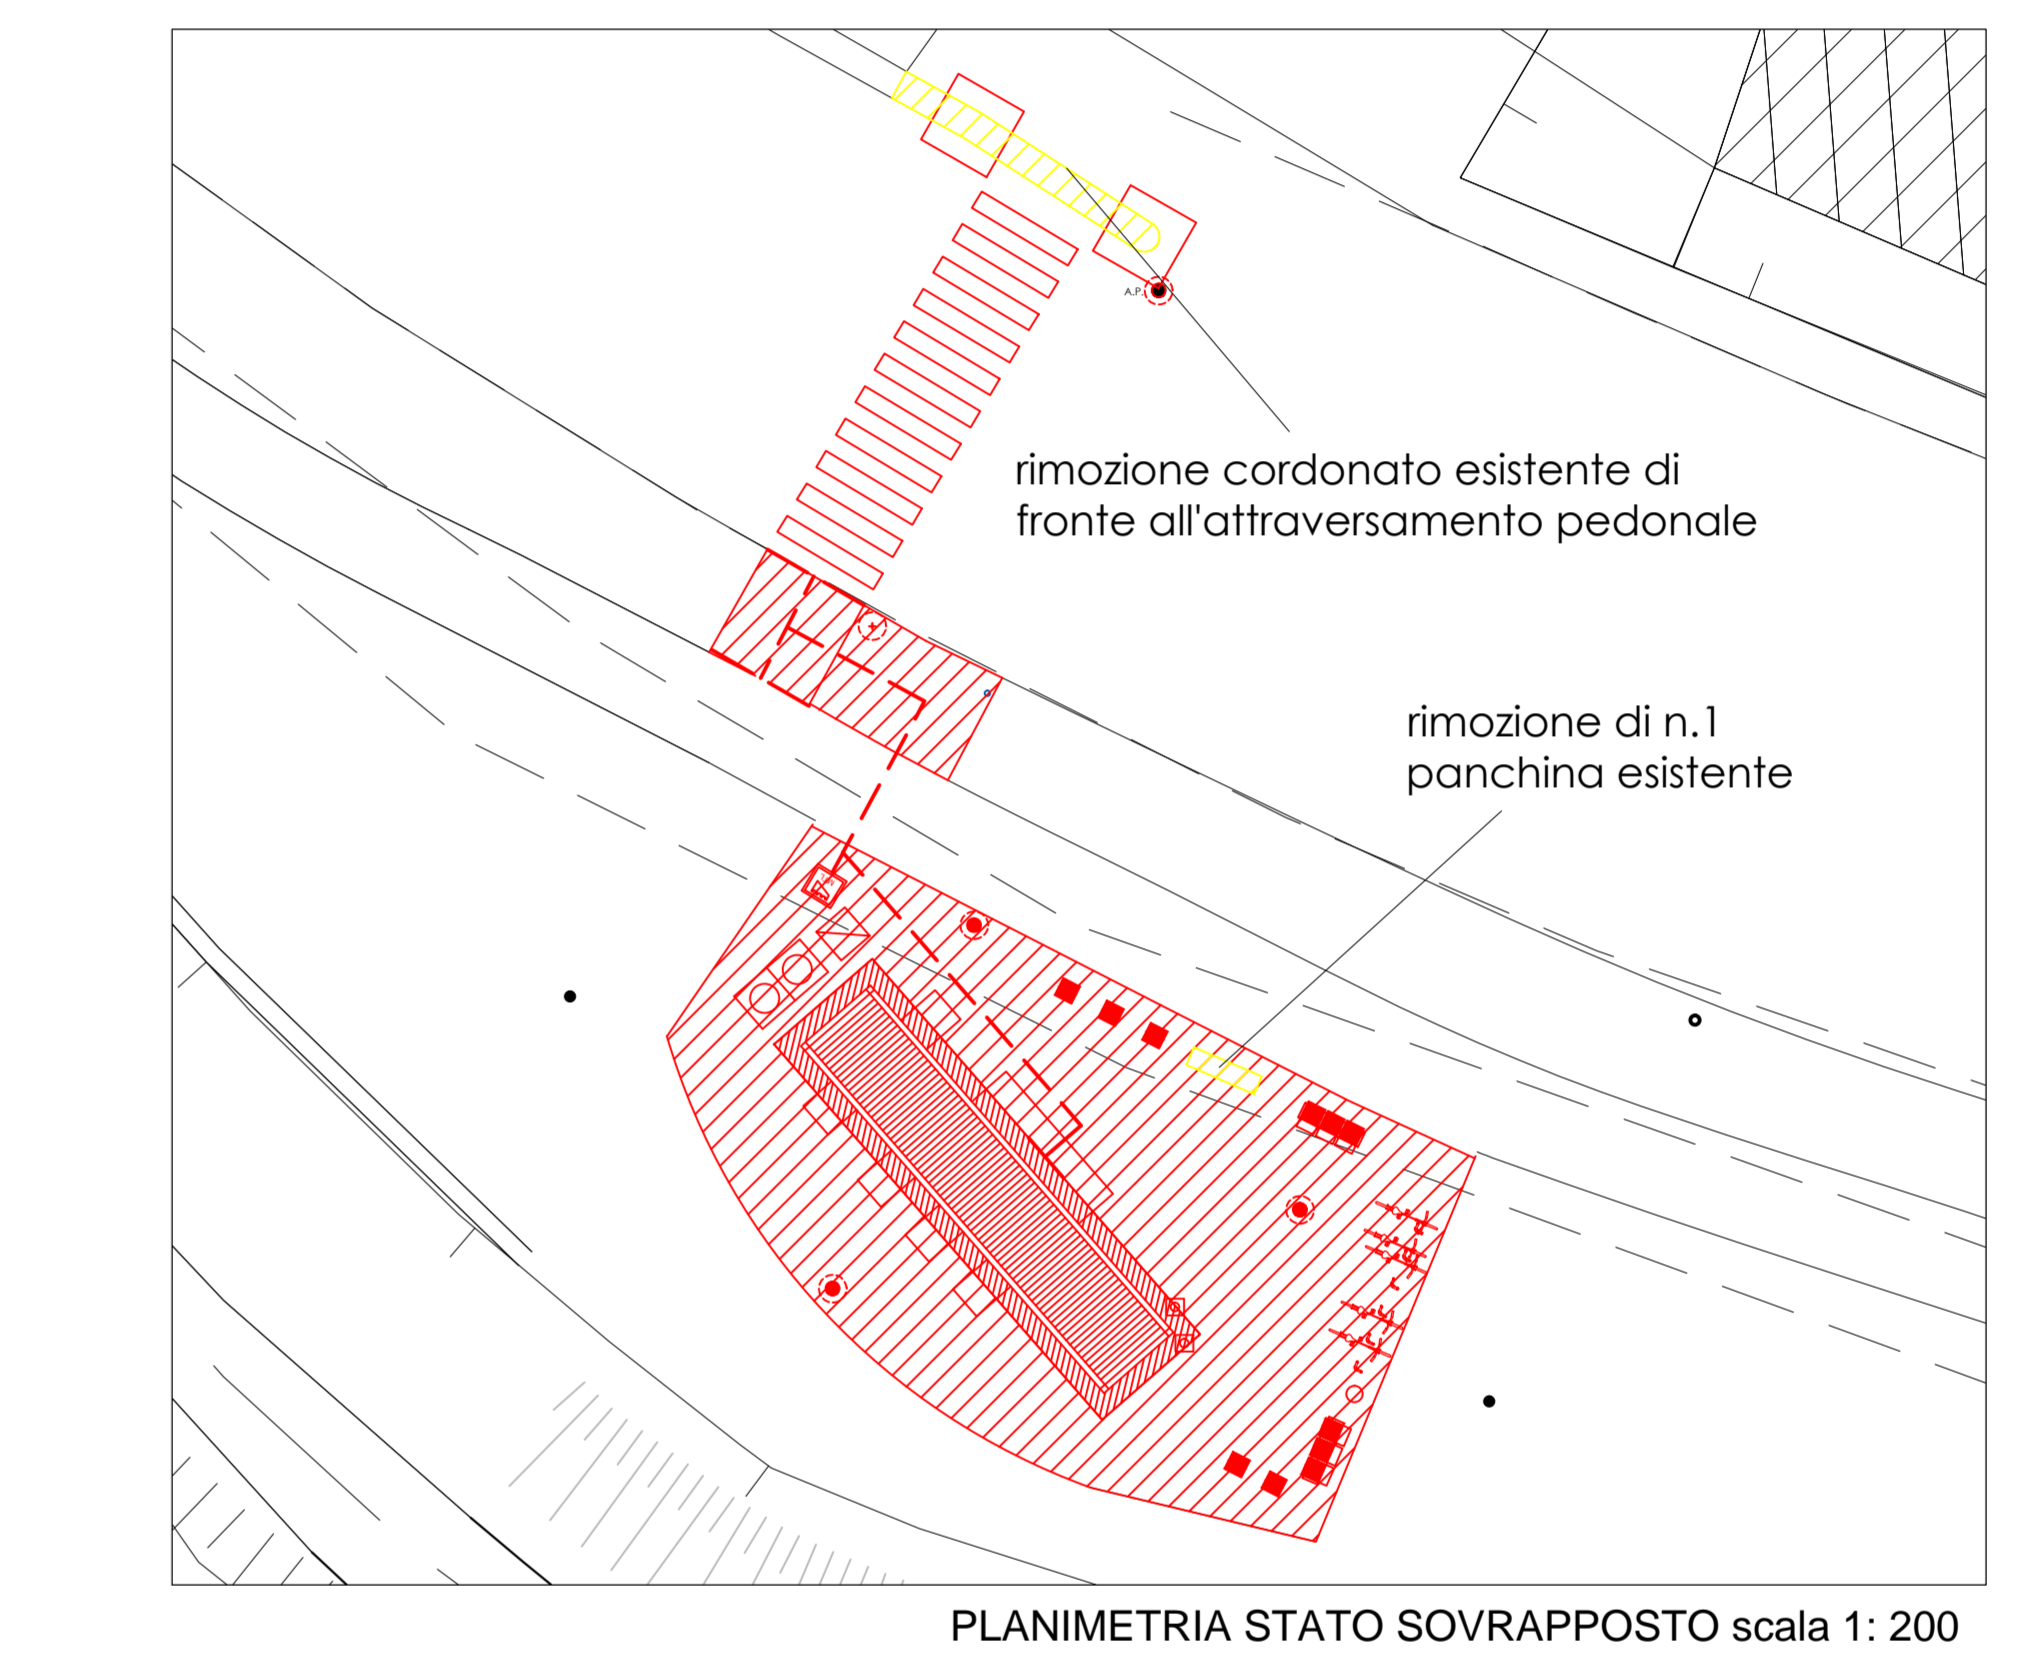 A.P.
rimozione cordonato esistente di
fronte all'attraversamento pedonale
rimozione di n.1
panchina esistente
PLANIMETRIA STATO SOVRAPPOSTO scala 1: 200